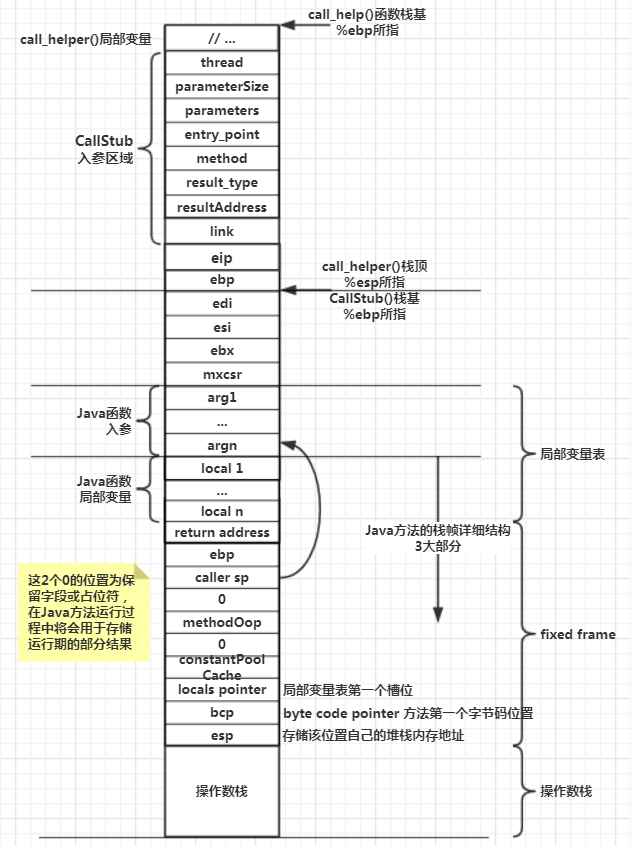 call_help()函数栈基
%ebp所指
call_helper()局部变量
// ...
thread
parameterSize
parameters
entry_point
method
result_type
resultAddress
link
CallStub
入参区域
eip
ebp
call_helper()栈顶
%esp所指
CallStub()栈基
%ebp所指
edi
esi
ebx
mxcsr
arg1
...
argn
Java函数
入参
local 1
...
local n
Java函数
局部变量
局部变量表
return address
Java方法的栈帧详细结构
3大部分
ebp
caller sp
0
methodOop
0
constantPool
Cache
这2个0的位置为保
留字段或占位符，
在Java方法运行过
程中将会用于存储
运行期的部分结果
fixed frame
locals pointer
局部变量表第一个槽位
bcp
byte code pointer 方法第一个字节码位置
esp
存储该位置自己的堆栈内存地址
操作数栈
操作数栈